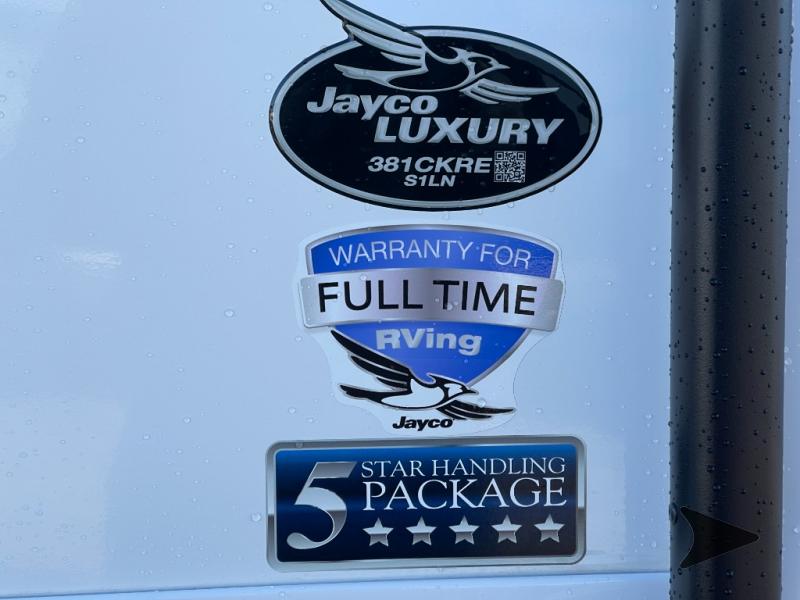 Jayco
LUXURY
381CKRE
S1LN
WARRANTY FOR
FULL TIME
RVing
Jayco
5 STAR HANDLING
PACKAGE